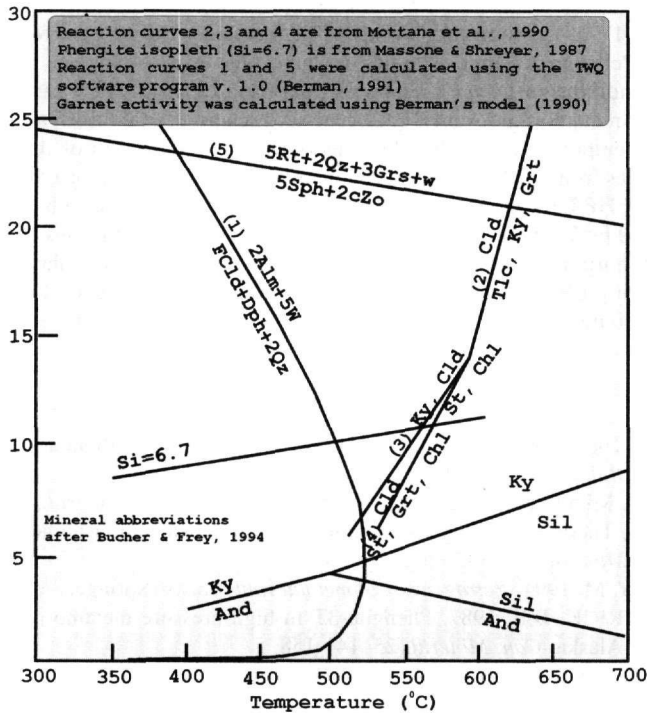 30
Reaction curves 2,3 and 4 are from Mottana et al., 1990
Phengite isopleth (Si=6.7) is from Massone & Shreyer, 1987
Reaction curves 1 and 5 were calculated using the TWQ
software program v. 1.0 (Berman, 1991)
Garnet activity was calculated using Berman's model (1990)
25
(5) 5Rt+2Qz+3Grs+w
5Sph+2cZo
20
(1) 2Alm+5W
FCld+Dph+2Qz
(2) Cld
Tlc, Ky, Grt
15
(3) Ky, Cld
St, Chl
10
Si=6.7
(4) Cld
St, Grt, Chl
Ky
Sil
Mineral abbreviations
after Bucher & Frey, 1994
5
Ky
And
Sil
And
300 400 450 500 550 600 700
Temperature (°C)